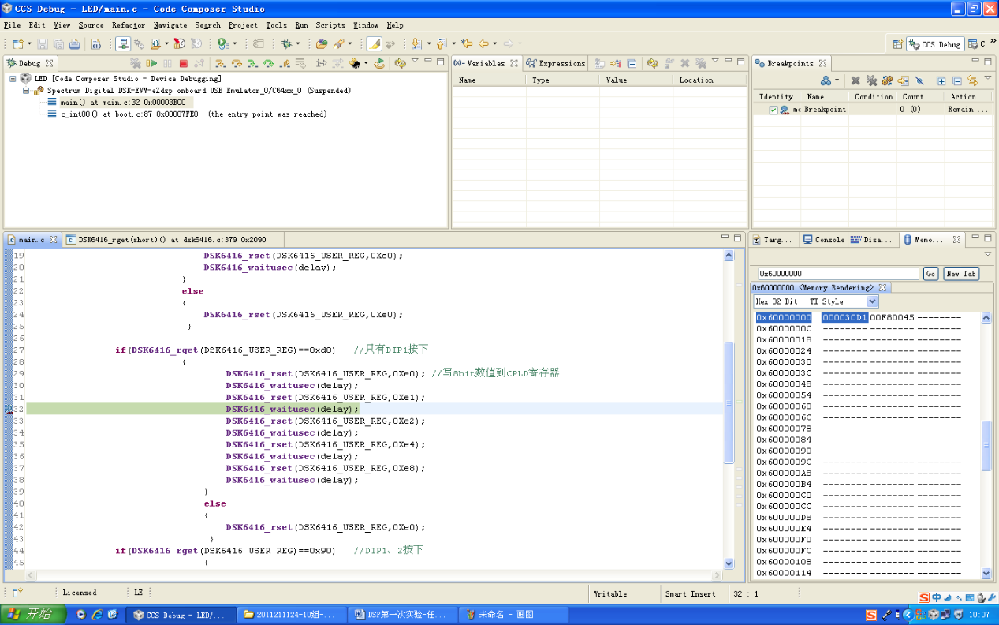 CCS Debug - LED/main.c - Code Composer Studio
File Edit View Source Refactor Navigate Search Project Tools Run Scripts Window Help
CCS Debug C »
Debug
LED [Code Composer Studio - Device Debugging]
Spectrum Digital DSK-EVM-eZdsp onboard USB Emulator_0/C64xx_0 (Suspended)
main() at main.c:32 0x00003BCC
c_int00() at boot.c:87 0x00007FE0 (the entry point was reached)
(x)= Variables Expressions
Name Type Value Location
Breakpoints
Identity Name Condition Count Action
Breakpoint 0 (0) Remain ...
main.c DSK6416_rget(short)() at dsk6416.c:379 0x2090
19 DSK6416_rset(DSK6416_USER_REG,0Xe0);
20 DSK6416_waitusec(delay);
21 }
22 else
23 {
24 DSK6416_rset(DSK6416_USER_REG,0Xe0);
25 }
26
27 if(DSK6416_rget(DSK6416_USER_REG)==0xd0) //只有DIP1按下
28 {
29 DSK6416_rset(DSK6416_USER_REG,0Xe0); //写8bit数值到CPLD寄存器
30 DSK6416_waitusec(delay);
31 DSK6416_rset(DSK6416_USER_REG,0Xe1);
32 DSK6416_waitusec(delay);
33 DSK6416_rset(DSK6416_USER_REG,0Xe2);
34 DSK6416_waitusec(delay);
35 DSK6416_rset(DSK6416_USER_REG,0Xe4);
36 DSK6416_waitusec(delay);
37 DSK6416_rset(DSK6416_USER_REG,0Xe8);
38 DSK6416_waitusec(delay);
39 }
40 else
41 {
42 DSK6416_rset(DSK6416_USER_REG,0Xe0);
43 }
44 if(DSK6416_rget(DSK6416_USER_REG)==0x90) //DIP1、2按下
45 {
Targ... Console Disa... Memo...
0x60000000 Go New Tab
0x60000000 <Memory Rendering>
Hex 32 Bit - TI Style
0x60000000 000030D1 00F80045 --------
0x6000000C -------- -------- --------
0x60000018 -------- -------- --------
0x60000024 -------- -------- --------
0x60000030 -------- -------- --------
0x6000003C -------- -------- --------
0x60000048 -------- -------- --------
0x60000054 -------- -------- --------
0x60000060 -------- -------- --------
0x6000006C -------- -------- --------
0x60000078 -------- -------- --------
0x60000084 -------- -------- --------
0x60000090 -------- -------- --------
0x6000009C -------- -------- --------
0x600000A8 -------- -------- --------
0x600000B4 -------- -------- --------
0x600000C0 -------- -------- --------
0x600000CC -------- -------- --------
0x600000D8 -------- -------- --------
0x600000E4 -------- -------- --------
0x600000F0 -------- -------- --------
0x600000FC -------- -------- --------
0x60000108 -------- -------- --------
0x60000114 -------- -------- --------
Licensed LE Writable Smart Insert 32 : 1
S 中
开始 CCS Debug - LED/... 2011211124-10组-... DSP第一次实验-任... 未命名 - 画图 S 10:07